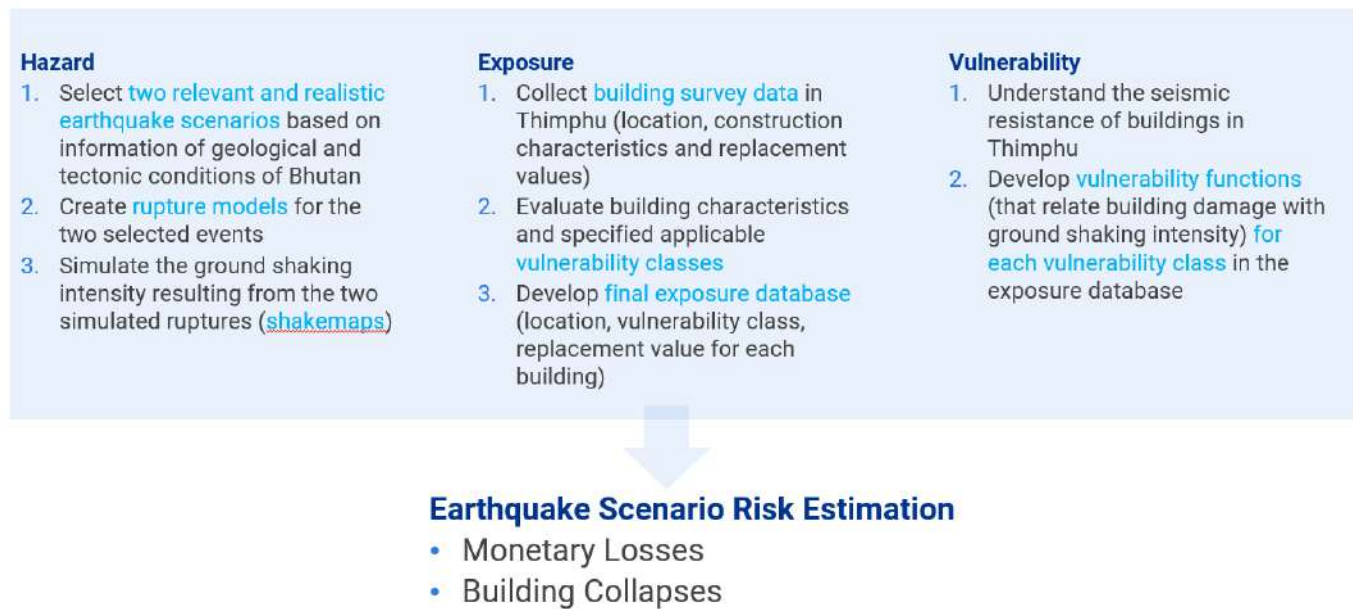 Hazard
1. Select two relevant and realistic
earthquake scenarios based on
information of geological and
tectonic conditions of Bhutan
2. Create rupture models for the
two selected events
3. Simulate the ground shaking
intensity resulting from the two
simulated ruptures (shakemaps)
Exposure
1. Collect building survey data in
Thimphu (location, construction
characteristics and replacement
values)
2. Evaluate building characteristics
and specified applicable
vulnerability classes
3. Develop final exposure database
(location, vulnerability class,
replacement value for each
building)
Vulnerability
1. Understand the seismic
resistance of buildings in
Thimphu
2. Develop vulnerability functions
(that relate building damage with
ground shaking intensity) for
each vulnerability class in the
exposure database
Earthquake Scenario Risk Estimation
• Monetary Losses
• Building Collapses